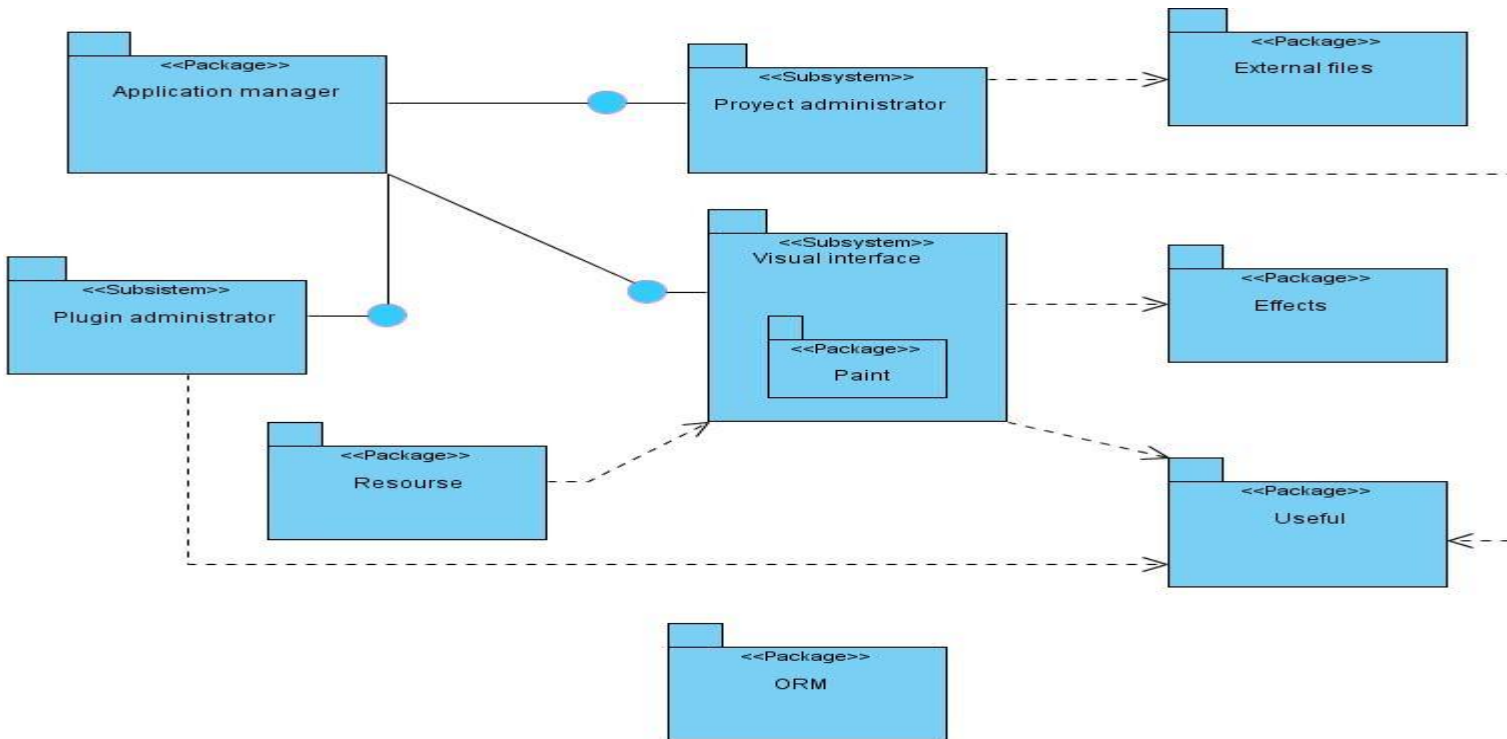 <<Package>>
Application manager
<<Subsystem>>
Proyect administrator
<<Package>>
External files
<<Subsistem>>
Plugin administrator
<<Subsystem>>
Visual interface
<<Package>>
Paint
<<Package>>
Effects
<<Package>>
Resourse
<<Package>>
Useful
<<Package>>
ORM